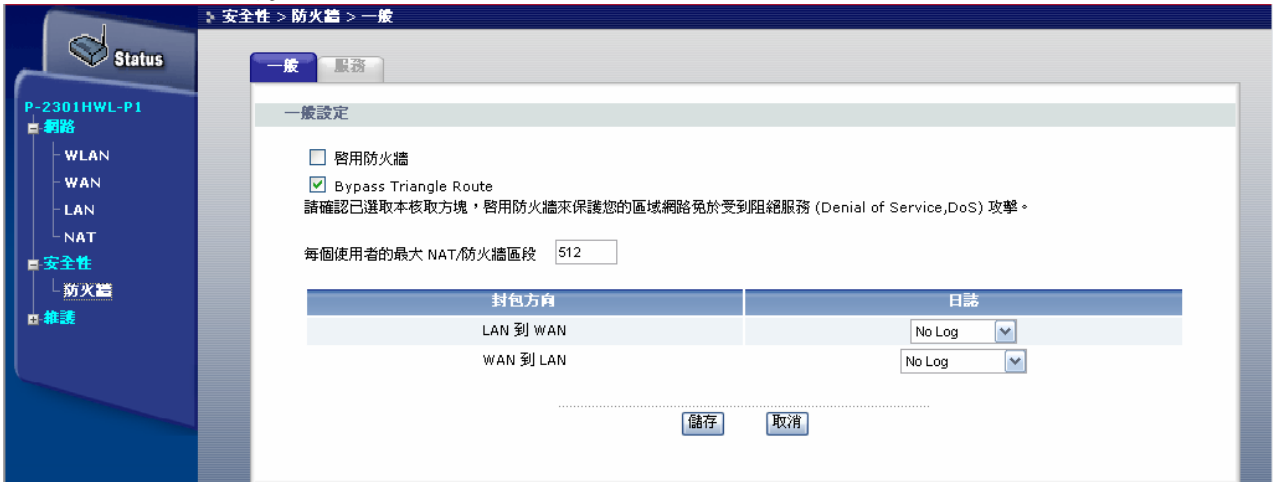 安全性 > 防火牆 > 一般
Status
P-2301HWL-P1
網路
WLAN
WAN
LAN
NAT
安全性
防火牆
維護
一般 服務
一般設定
啓用防火牆
Bypass Triangle Route
請確認已選取本核取方塊，啓用防火牆來保護您的區域網路免於受到阻絕服務 (Denial of Service,DoS) 攻擊。
每個使用者的最大 NAT/防火牆區段 512
封包方向 日誌
LAN 到 WAN No Log
WAN 到 LAN No Log
儲存 取消